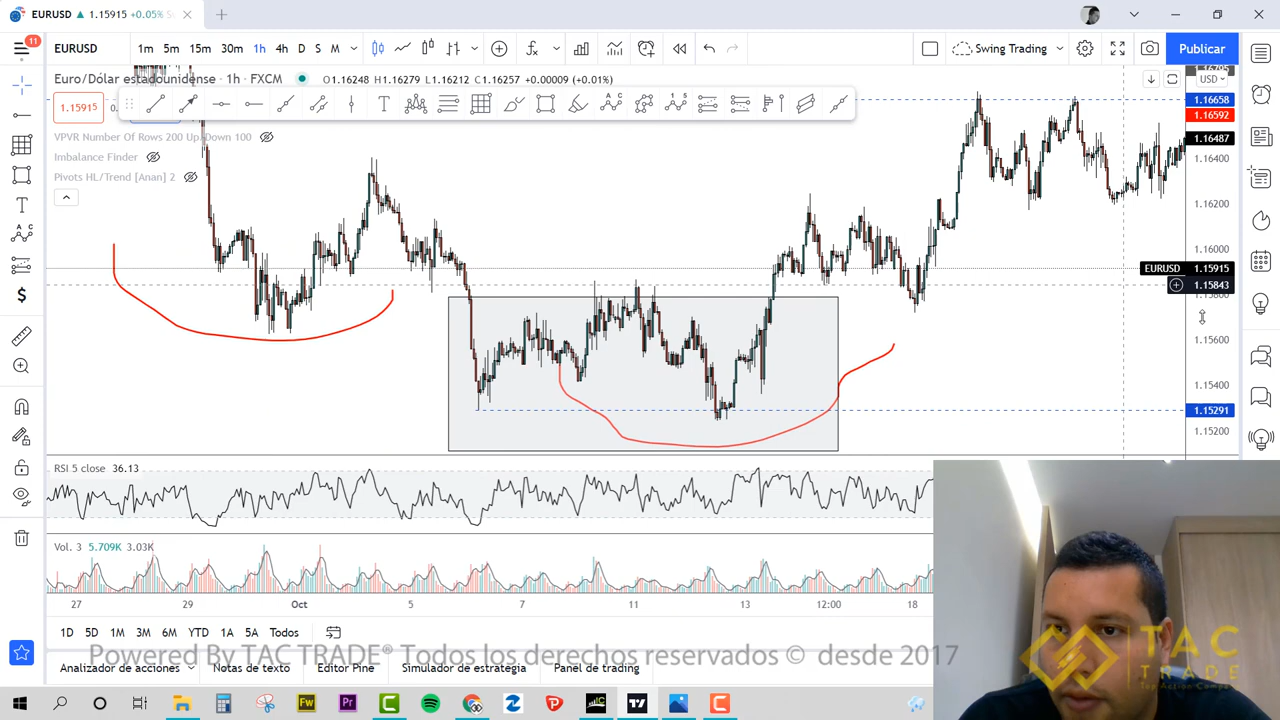 EURUSD ▲ 1.15915 +0.05% S
11
EURUSD 1m 5m 15m 30m 1h 4h D S M Swing Trading Publicar
Euro/Dólar estadounidense · 1h · FXCM O1.16248 H1.16279 L1.16212 C1.16257 +0.00009 (+0.01%)
USD
1.15915 0.
VPVR Number Of Rows 200 Up/Down 100
Imbalance Finder
Pivots HL/Trend [Anan] 2
1.16658
1.16592
1.16487
1.16400
1.16200
1.16000
EURUSD 1.15915
1.15843
1.15600
1.15400
1.15291
1.15200
RSI 5 close 36.13
Vol. 3 5.709K 3.03K
27 29 Oct 5 7 11 13 12:00 18
1D 5D 1M 3M 6M YTD 1A 5A Todos
Powered By TAC TRADE® Todos los derechos reservados © desde 2017
Analizador de acciones Notas de texto Editor Pine Simulador de estrategia Panel de trading
TAC
TRADE